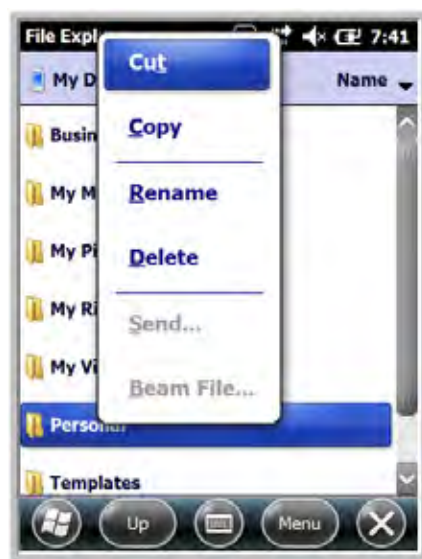 File Expl 7:41
My D Name
Cut
Busin
Copy
My M
Rename
My Pi
Delete
My Ri
Send...
My Vi
Beam File...
Personal
Templates
Up Menu